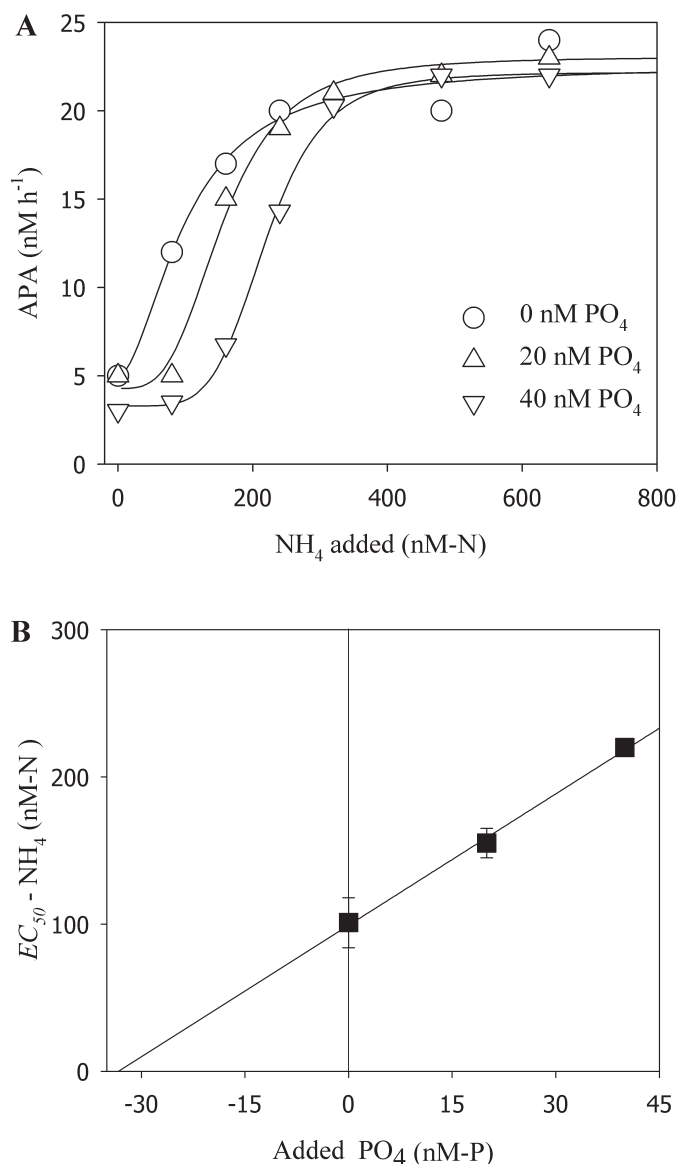 A
25
20
15
10
5
0
APA (nM h⁻¹)
0 nM PO₄
20 nM PO₄
40 nM PO₄
0 200 400 600 800
NH₄ added (nM-N)
B
300
200
100
0
EC₅₀ - NH₄ (nM-N )
-30 -15 0 15 30 45
Added PO₄ (nM-P)